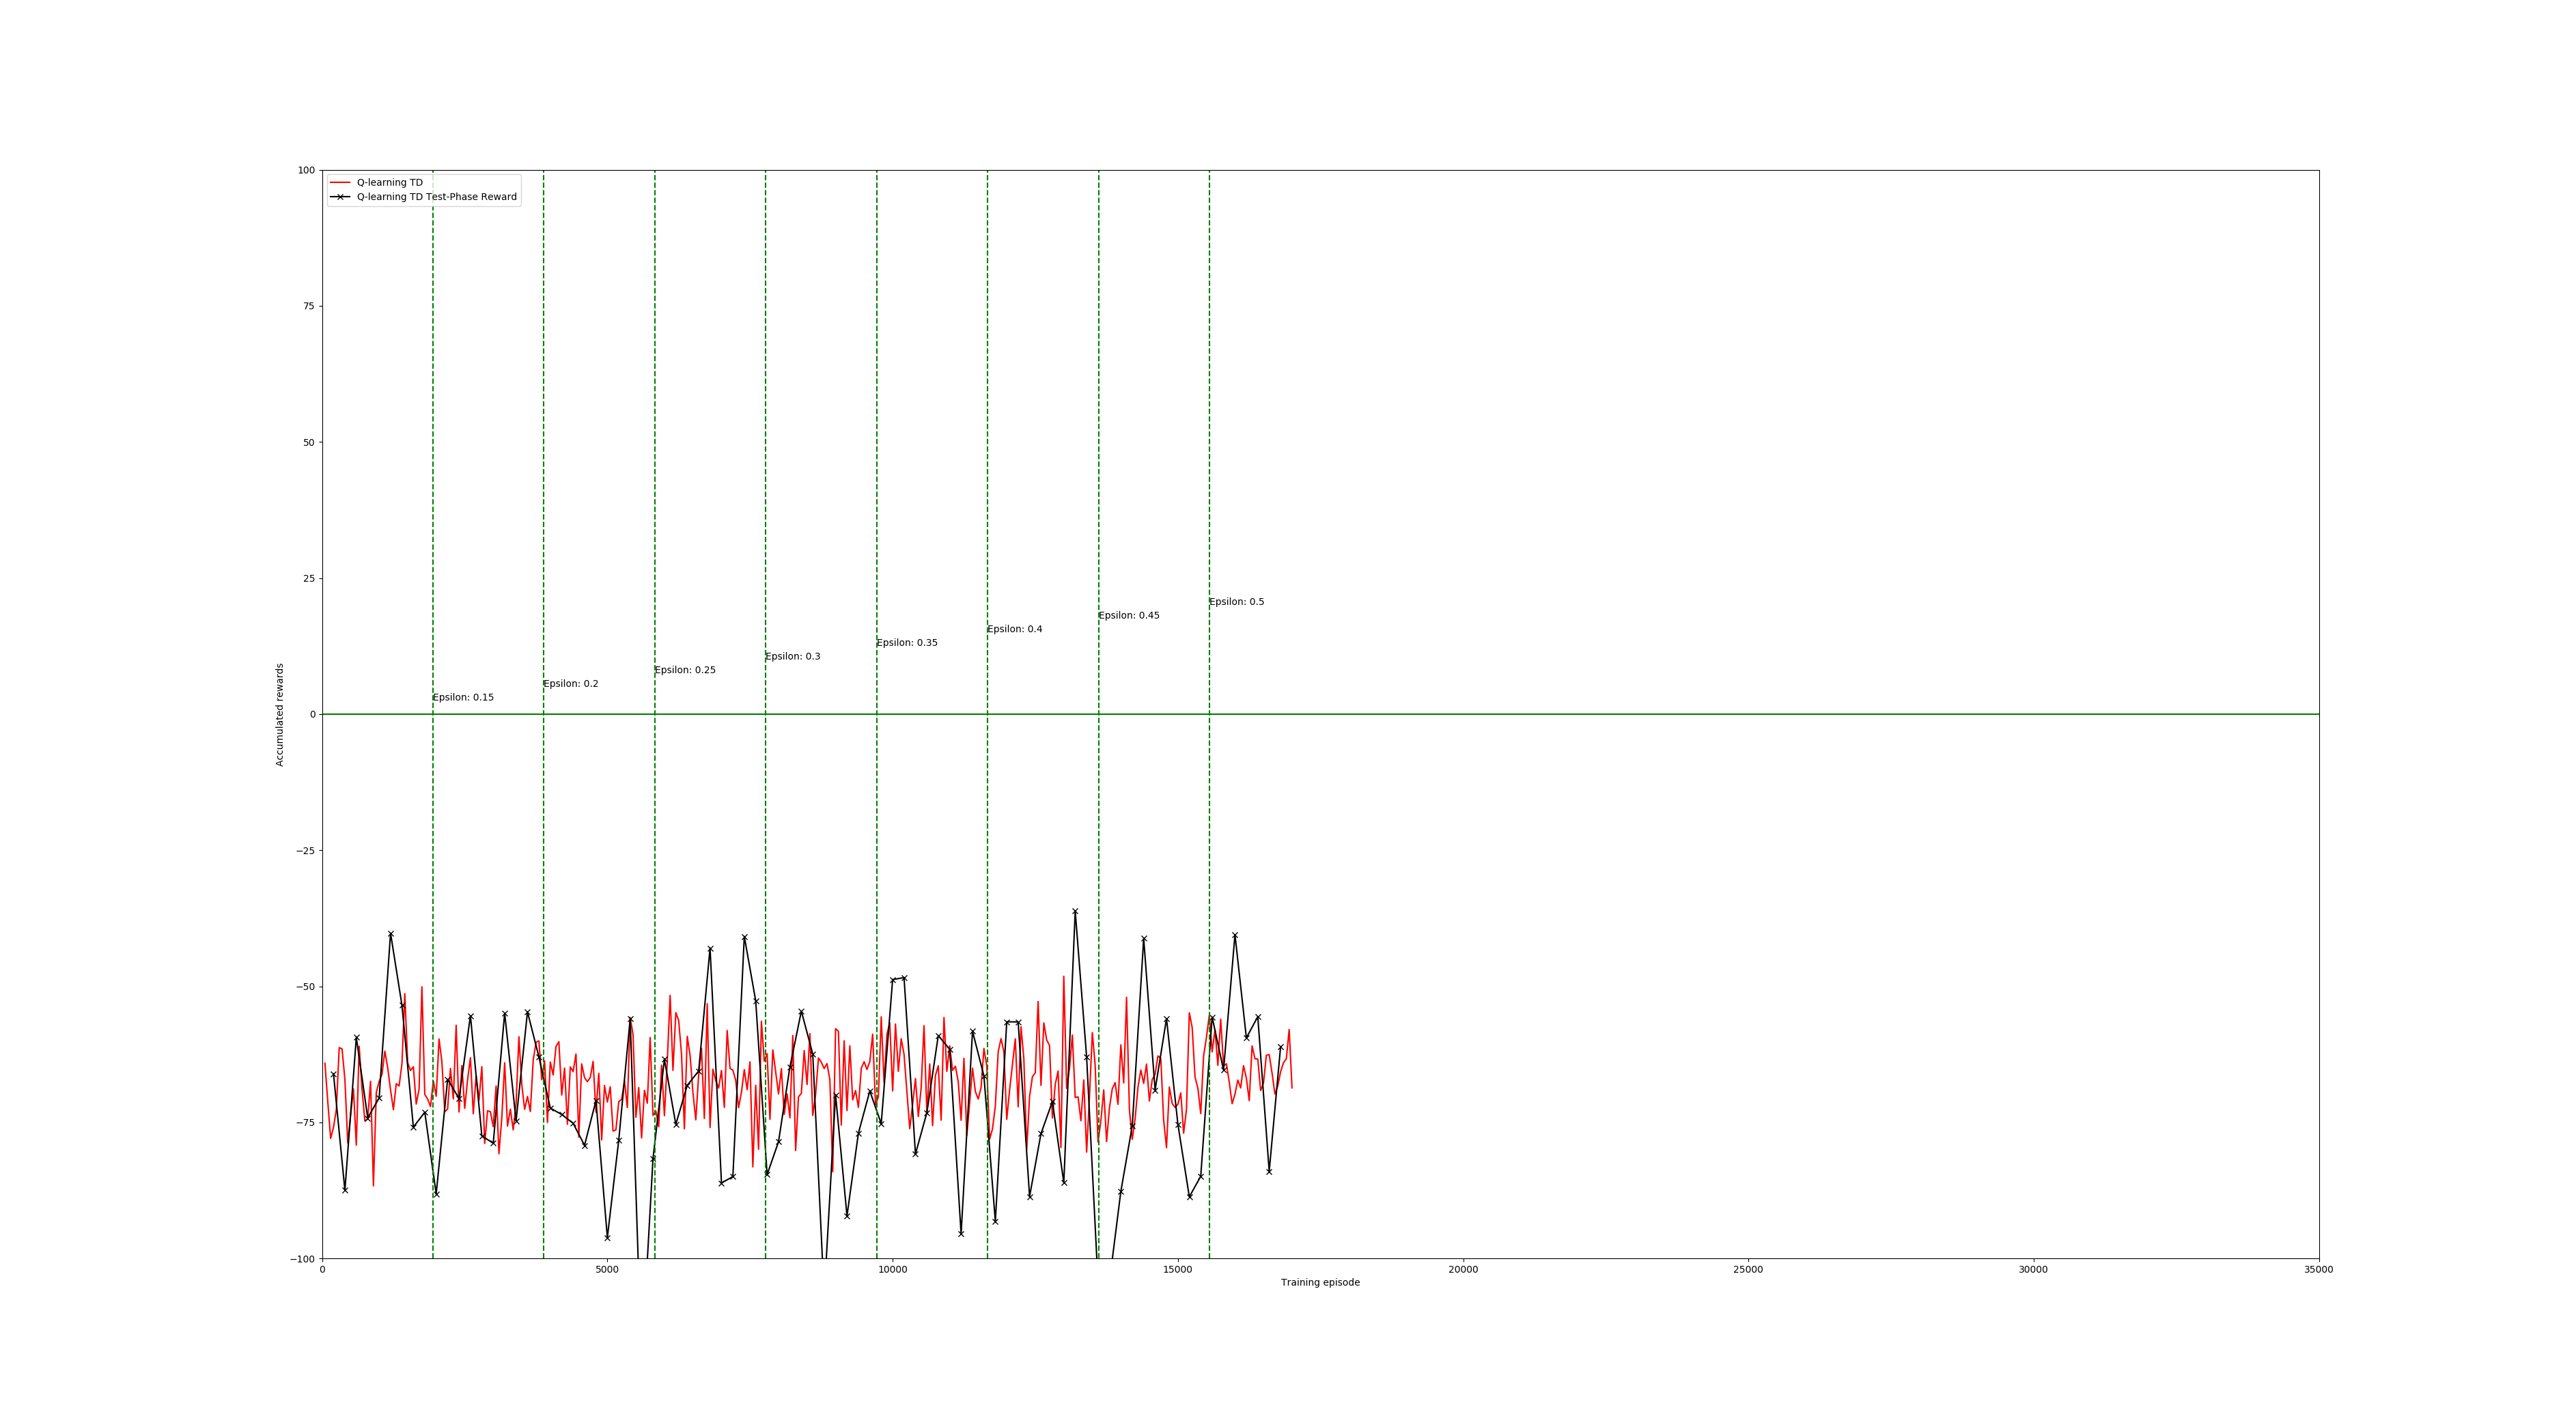 100
Q-learning TD
Q-learning TD Test-Phase Reward
75
50
25
Epsilon: 0.5
Epsilon: 0.45
Epsilon: 0.4
Epsilon: 0.35
Epsilon: 0.3
Epsilon: 0.25
Epsilon: 0.2
Epsilon: 0.15
0
Accumulated rewards
−25
−50
−75
−100
0 5000 10000 15000 20000 25000 30000 35000
Training episode